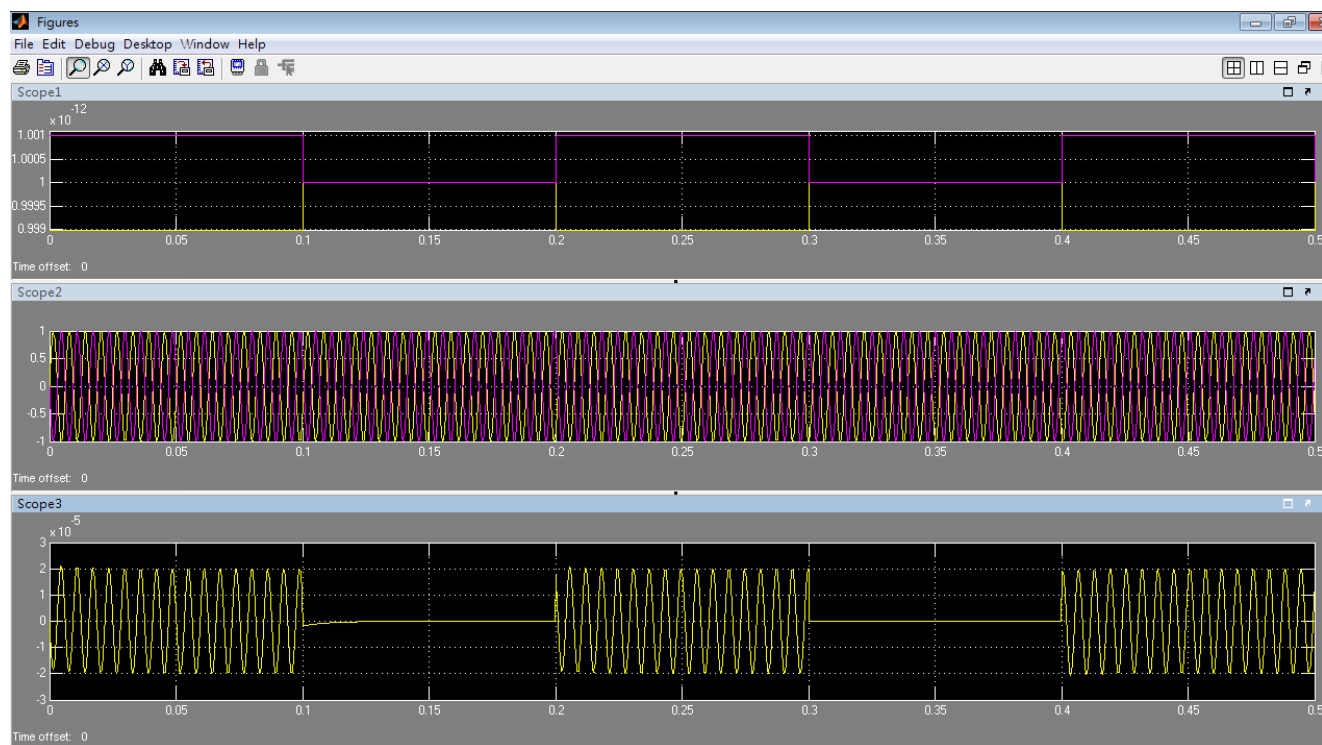 Figures
File Edit Debug Desktop Window Help
Scope1
x 10 -12
1.001
1.0005
1
0.9995
0.999
0 0.05 0.1 0.15 0.2 0.25 0.3 0.35 0.4 0.45 0.5
Time offset: 0
Scope2
1
0.5
0
-0.5
-1
0 0.05 0.1 0.15 0.2 0.25 0.3 0.35 0.4 0.45 0.5
Time offset: 0
Scope3
x 10 -5
3
2
1
0
-1
-2
-3
0 0.05 0.1 0.15 0.2 0.25 0.3 0.35 0.4 0.45 0.5
Time offset: 0